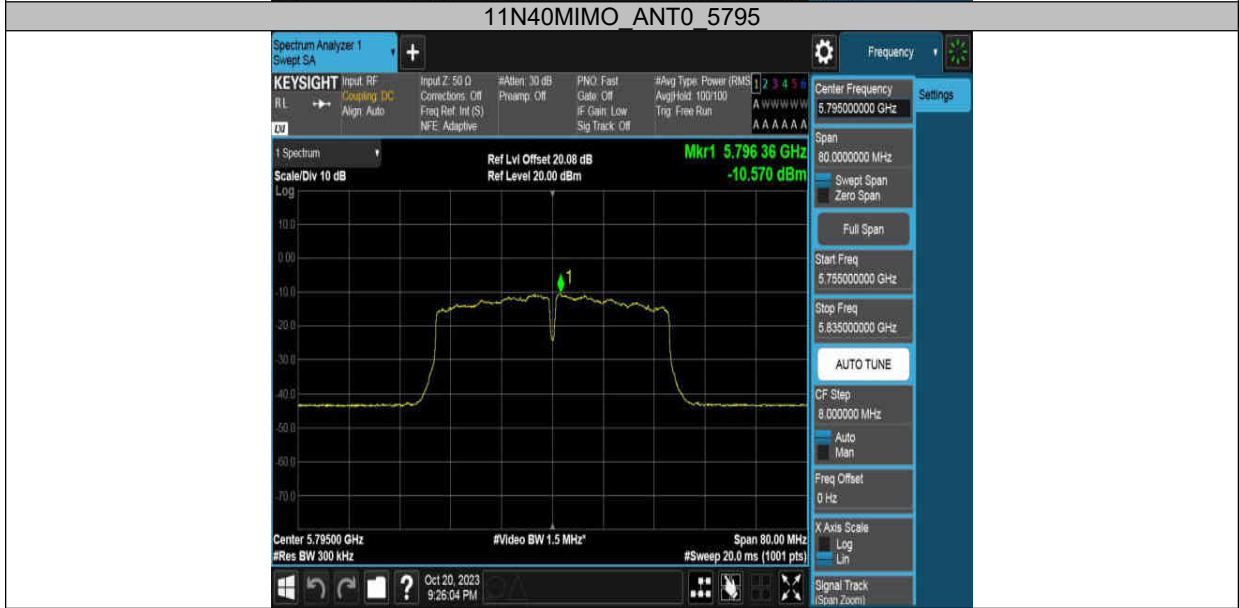 11N40MIMO_ANT0_5795
Spectrum Analyzer 1
Swept SA
Frequency
KEYSIGHT
RL
LXI
Input: RF
Coupling: DC
Align: Auto
Input Z: 50 Ω
Corrections: Off
Freq Ref: Int (S)
NFE: Adaptive
#Atten: 30 dB
Preamp: Off
PNO: Fast
Gate: Off
IF Gain: Low
Sig Track: Off
#Avg Type: Power (RMS
Avg|Hold: 100/100
Trig: Free Run
1 2 3 4 5 6
A W W W W W
A A A A A A
Center Frequency
5.795000000 GHz
Settings
Span
80.0000000 MHz
Swept Span
Zero Span
Full Span
Start Freq
5.755000000 GHz
Stop Freq
5.835000000 GHz
AUTO TUNE
CF Step
8.000000 MHz
Auto
Man
Freq Offset
0 Hz
X Axis Scale
Log
Lin
Signal Track
(Span Zoom)
1 Spectrum
Scale/Div 10 dB
Log
Ref Lvl Offset 20.08 dB
Ref Level 20.00 dBm
Mkr1 5.796 36 GHz
-10.570 dBm
10.0
0.00
-10.0
-20.0
-30.0
-40.0
-50.0
-60.0
-70.0
1
Center 5.79500 GHz
#Res BW 300 kHz
#Video BW 1.5 MHz*
Span 80.00 MHz
#Sweep 20.0 ms (1001 pts)
?
Oct 20, 2023
9:26:04 PM